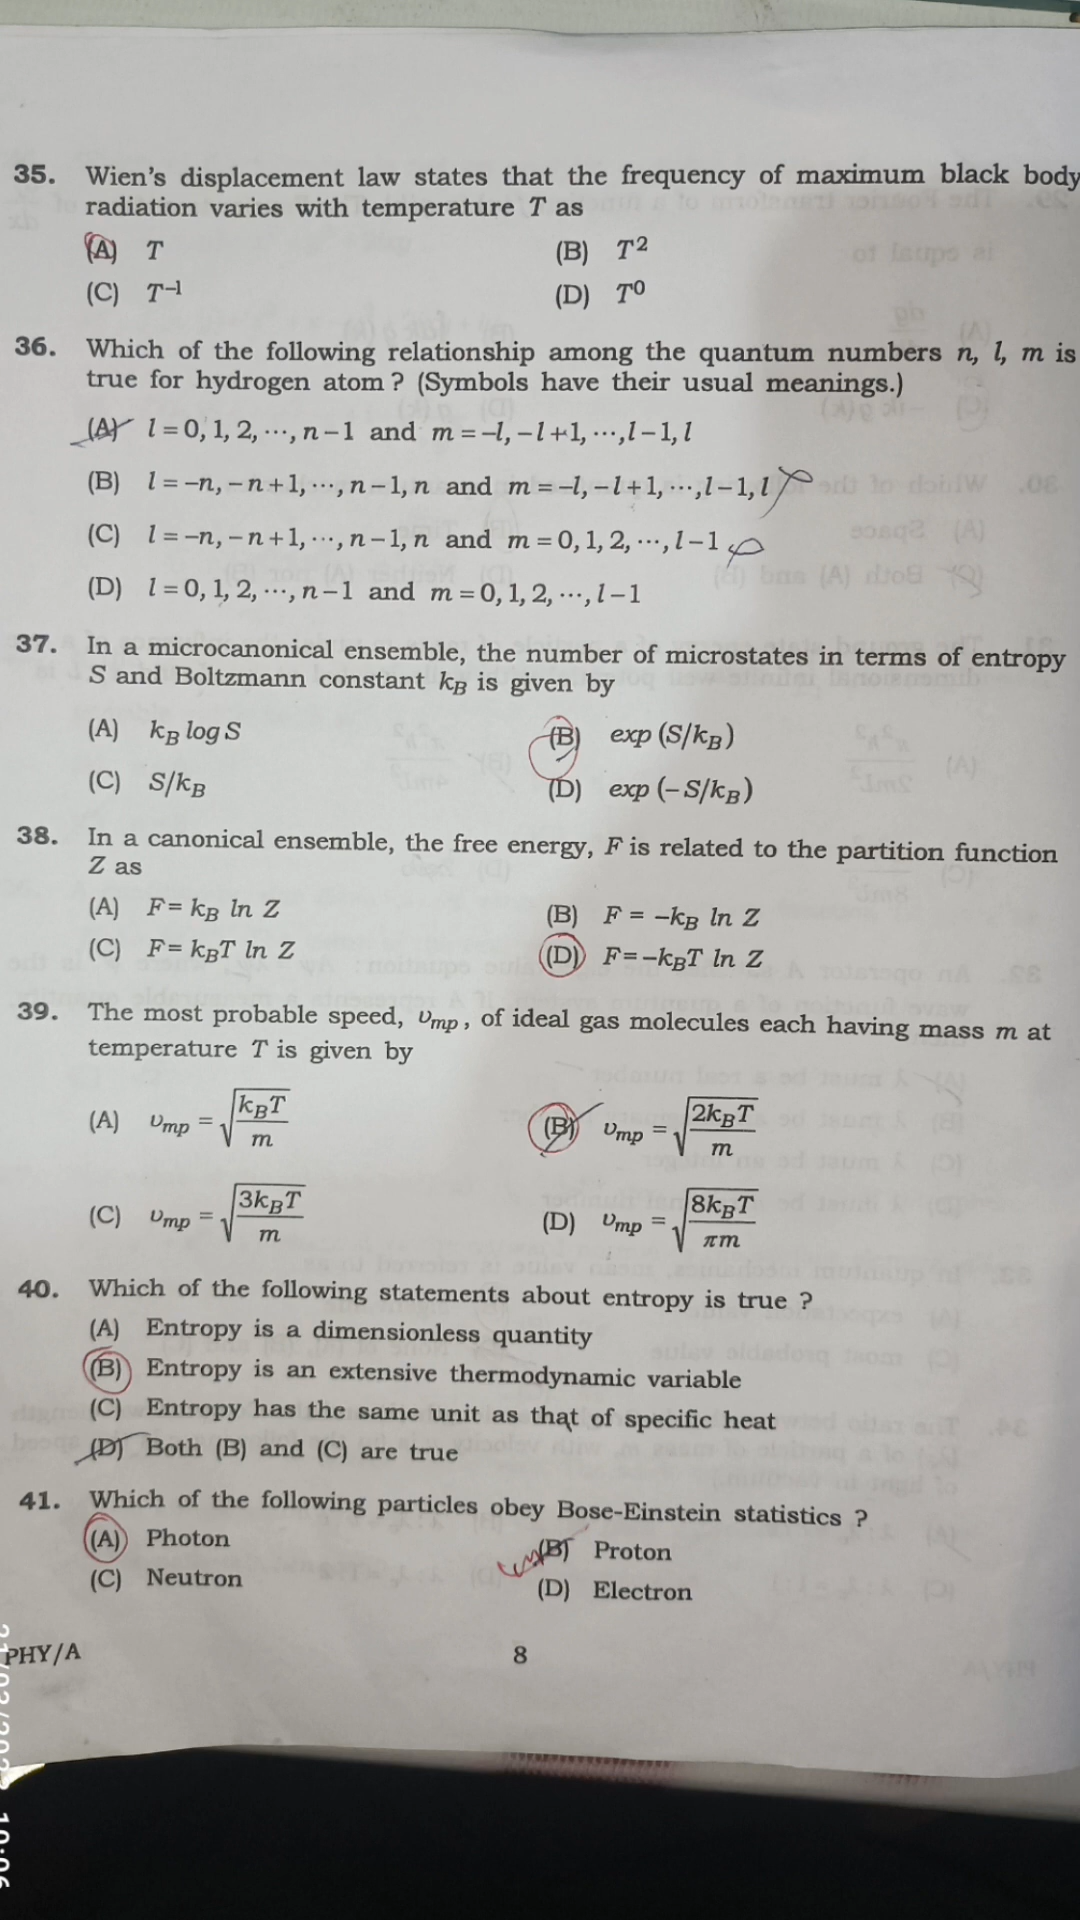 35. Wien's displacement law states that the frequency of maximum black body
radiation varies with temperature T as
(A) T (B) T²
(C) T⁻¹ (D) T⁰
36. Which of the following relationship among the quantum numbers n, l, m is
true for hydrogen atom ? (Symbols have their usual meanings.)
(A) l = 0, 1, 2, ⋯, n – 1 and m = –l, – l + 1, ⋯, l – 1, l
(B) l = –n, – n + 1, ⋯, n – 1, n and m = –l, – l + 1, ⋯, l – 1, l
(C) l = –n, – n + 1, ⋯, n – 1, n and m = 0, 1, 2, ⋯, l – 1
(D) l = 0, 1, 2, ⋯, n – 1 and m = 0, 1, 2, ⋯, l – 1
37. In a microcanonical ensemble, the number of microstates in terms of entropy
S and Boltzmann constant k_B is given by
(A) k_B log S (B) exp (S/k_B)
(C) S/k_B (D) exp (– S/k_B)
38. In a canonical ensemble, the free energy, F is related to the partition function
Z as
(A) F = k_B ln Z (B) F = –k_B ln Z
(C) F = k_BT ln Z (D) F = –k_BT ln Z
39. The most probable speed, υ_mp, of ideal gas molecules each having mass m at
temperature T is given by
(A) υ_mp = √(k_BT/m) (B) υ_mp = √(2k_BT/m)
(C) υ_mp = √(3k_BT/m) (D) υ_mp = √(8k_BT/πm)
40. Which of the following statements about entropy is true ?
(A) Entropy is a dimensionless quantity
(B) Entropy is an extensive thermodynamic variable
(C) Entropy has the same unit as that of specific heat
(D) Both (B) and (C) are true
41. Which of the following particles obey Bose-Einstein statistics ?
(A) Photon (B) Proton
(C) Neutron (D) Electron
PHY/A 8